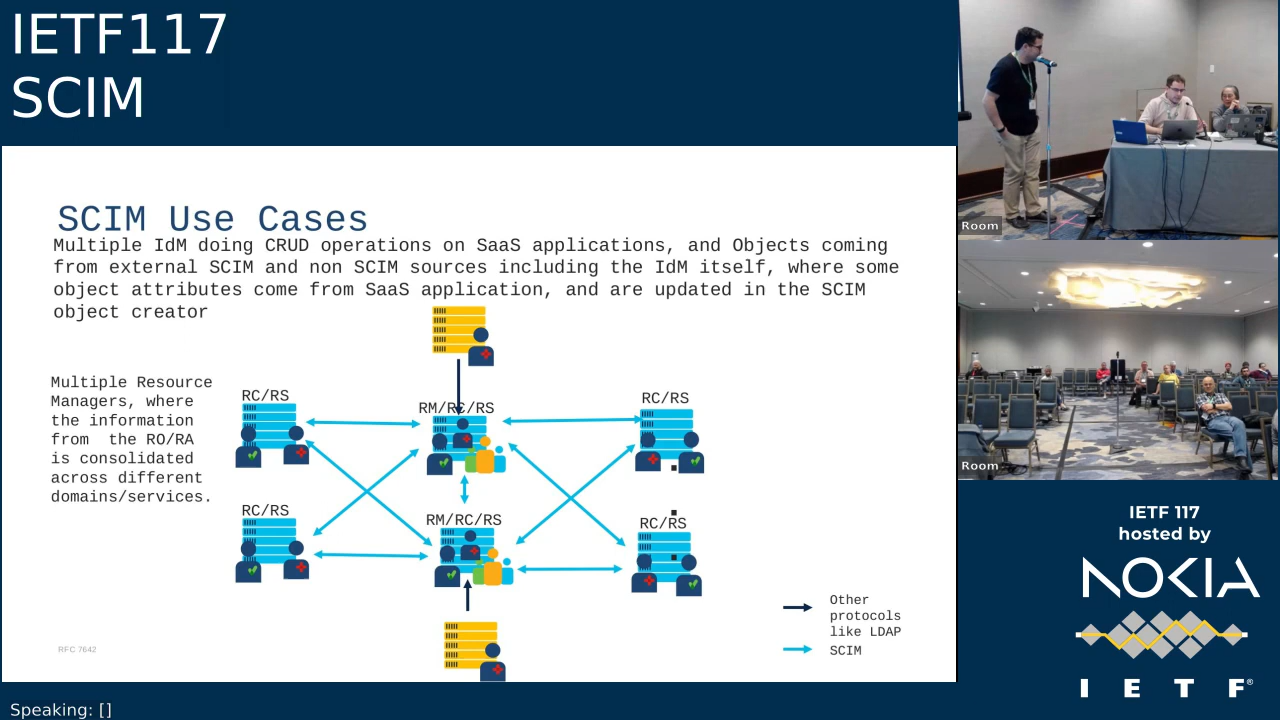 IETF117
SCIM
SCIM Use Cases
Multiple IdM doing CRUD operations on SaaS applications, and Objects coming
from external SCIM and non SCIM sources including the IdM itself, where some
object attributes come from SaaS application, and are updated in the SCIM
object creator
Multiple Resource
Managers, where
the information
from  the RO/RA
is consolidated
across different
domains/services.
RC/RS
RM/RC/RS
RC/RS
RC/RS
RM/RC/RS
RC/RS
Other
protocols
like LDAP
SCIM
RFC 7642
Room
Room
IETF 117
hosted by
NOKIA
I E T F®
Speaking: []